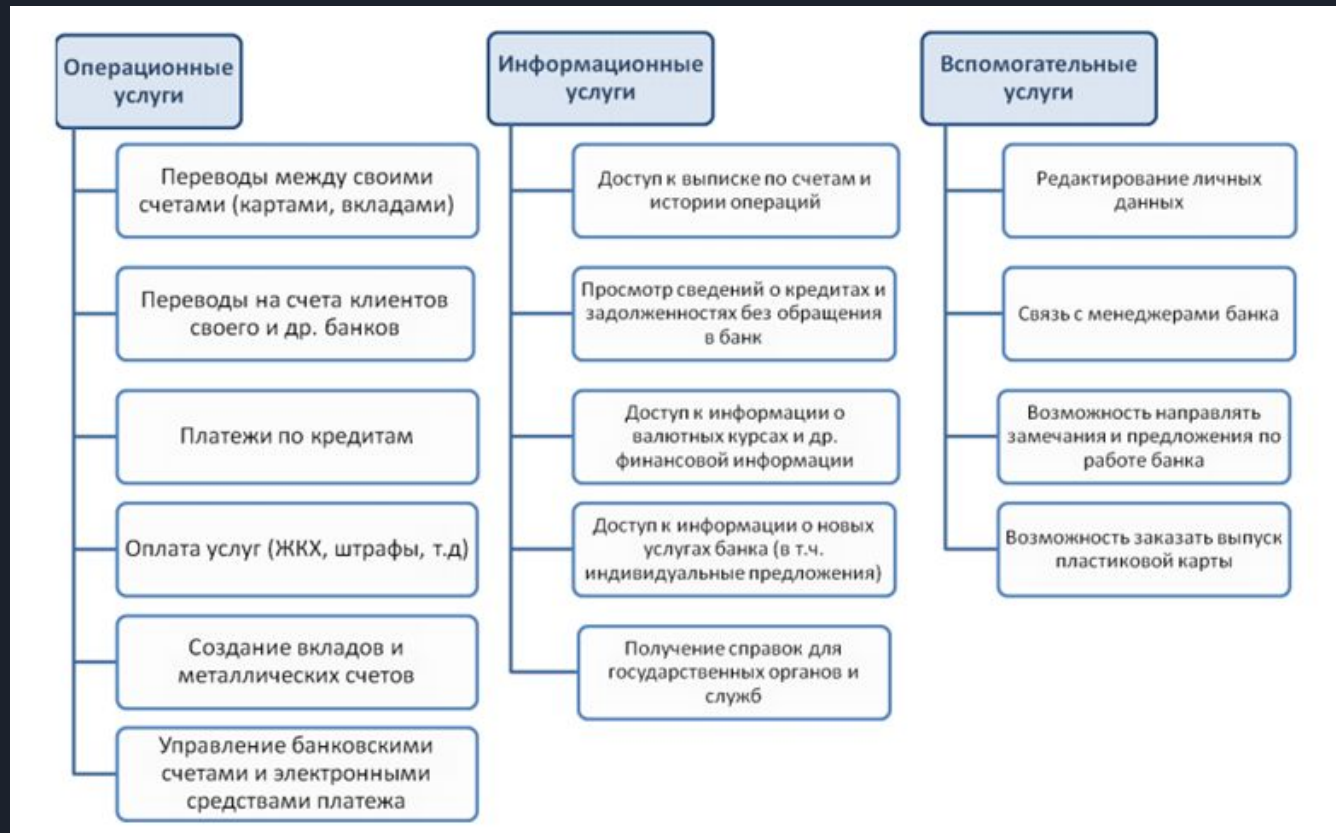 Операционные
услуги
Переводы между своими
счетами (картами, вкладами)
Переводы на счета клиентов
своего и др. банков
Платежи по кредитам
Оплата услуг (ЖКХ, штрафы, т.д)
Создание вкладов и
металлических счетов
Управление банковскими
счетами и электронными
средствами платежа
Информационные
услуги
Доступ к выписке по счетам и
истории операций
Просмотр сведений о кредитах и
задолженностях без обращения
в банк
Доступ к информации о
валютных курсах и др.
финансовой информации
Доступ к информации о новых
услугах банка (в т.ч.
индивидуальные предложения)
Получение справок для
государственных органов и
служб
Вспомогательные
услуги
Редактирование личных
данных
Связь с менеджерами банка
Возможность направлять
замечания и предложения по
работе банка
Возможность заказать выпуск
пластиковой карты